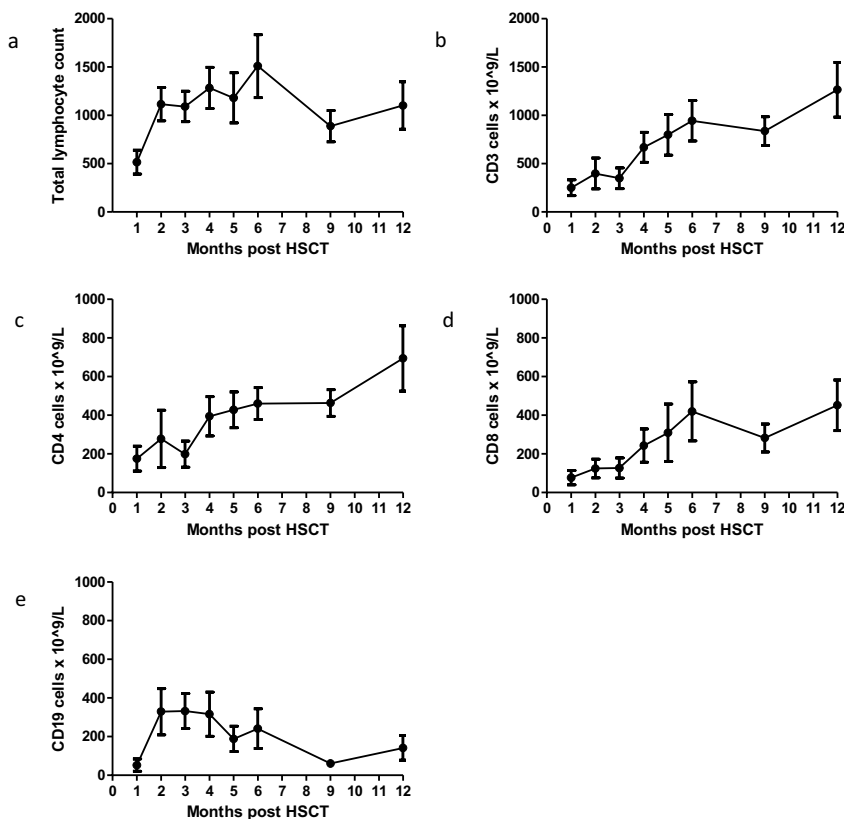 a
Total lymphocyte count
2000
1500
1000
500
0
1 2 3 4 5 6 7 8 9 10 11 12
Months post HSCT
b
CD3 cells x 10^9/L
2000
1500
1000
500
0
0 1 2 3 4 5 6 7 8 9 10 11 12
Months post HSCT
c
CD4 cells x 10^9/L
1000
800
600
400
200
0
0 1 2 3 4 5 6 7 8 9 10 11 12
Months post HSCT
d
CD8 cells x 10^9/L
1000
800
600
400
200
0
0 1 2 3 4 5 6 7 8 9 10 11 12
Months post HSCT
e
CD19 cells x 10^9/L
1000
800
600
400
200
0
0 1 2 3 4 5 6 7 8 9 10 11 12
Months post HSCT